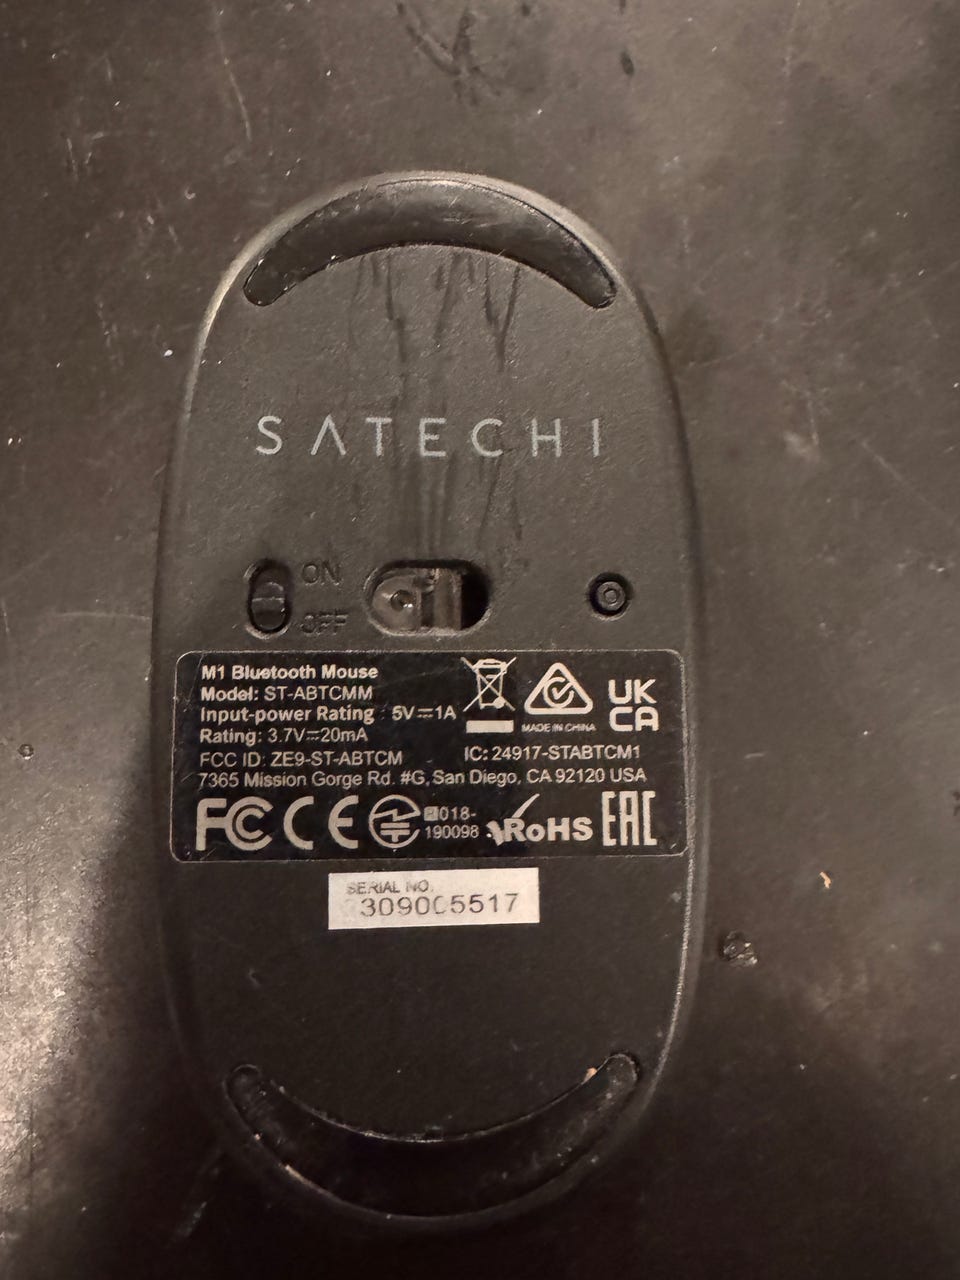 SATECHI
ON
OFF
M1 Bluetooth Mouse
Model: ST-ABTCMM
Input-power Rating : 5V⎓1A
Rating: 3.7V⎓20mA
MADE IN CHINA
UK
CA
FCC ID: ZE9-ST-ABTCM IC: 24917-STABTCM1
7365 Mission Gorge Rd. #G, San Diego, CA 92120 USA
FC CE R 018-190098 RoHS EAC
SERIAL NO.